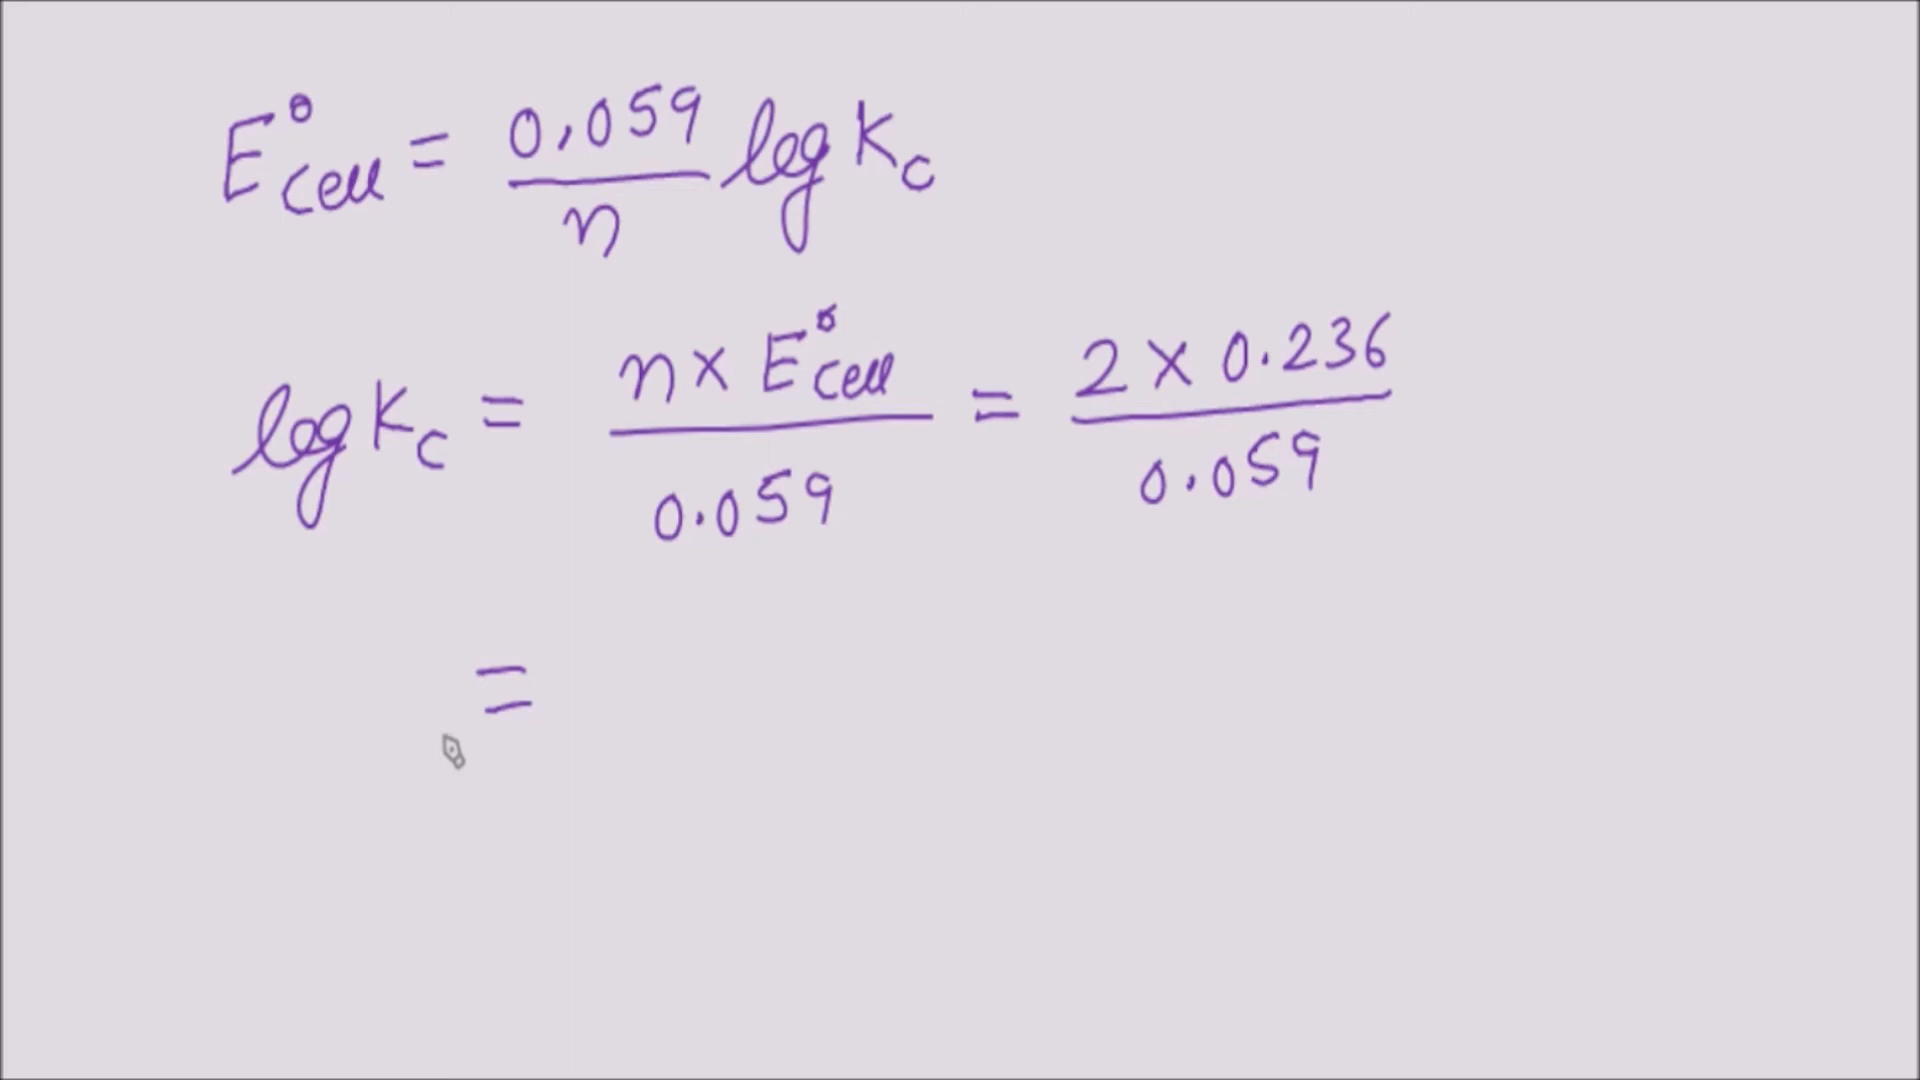 E°cell = 0.059/n log Kc
log Kc = n × E°cell / 0.059 = 2 × 0.236 / 0.059
=